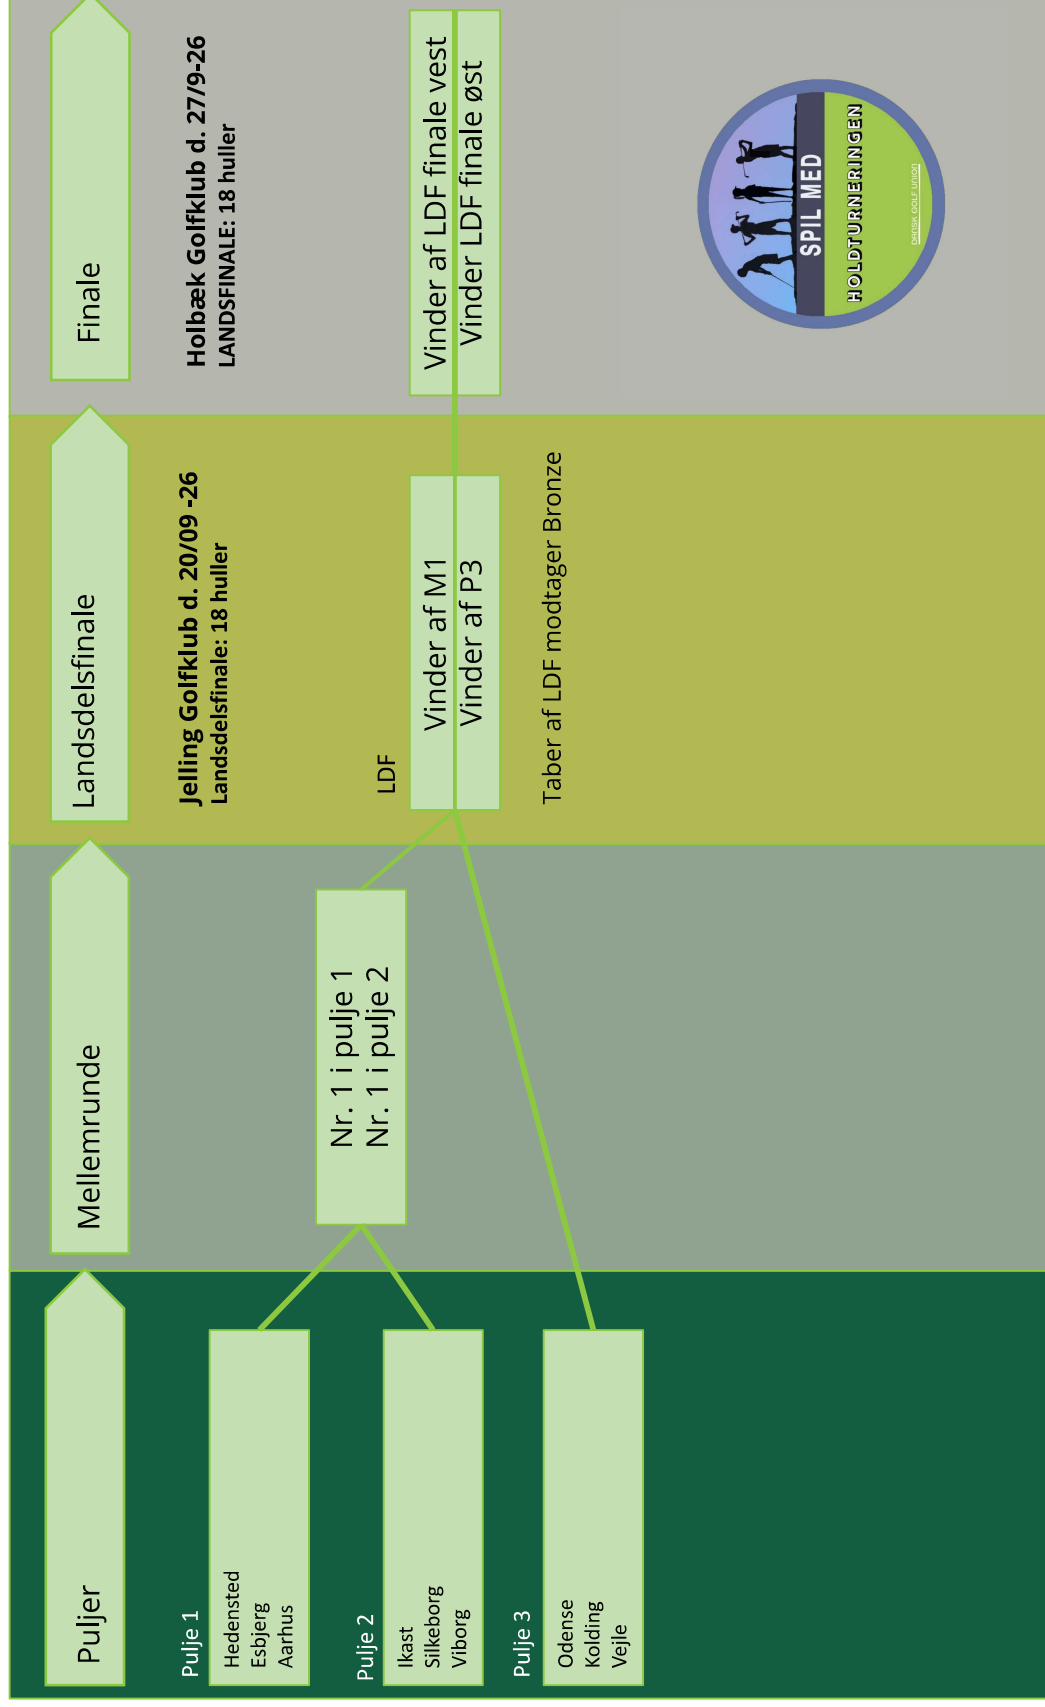 Puljer
Mellemrunde
Landsdelsfinale
Finale
Pulje 1
Hedensted
Esbjerg
Aarhus
Pulje 2
Ikast
Silkeborg
Viborg
Pulje 3
Odense
Kolding
Vejle
Nr. 1 i pulje 1
Nr. 1 i pulje 2
Jelling Golfklub d. 20/09 -26
Landsdelsfinale: 18 huller
LDF
Vinder af M1
Vinder af P3
Taber af LDF modtager Bronze
Holbæk Golfklub d. 27/9-26
LANDSFINALE: 18 huller
Vinder af LDF finale vest
Vinder LDF finale øst
SPIL MED
HOLDTURNERINGEN
DANSK GOLF UNION